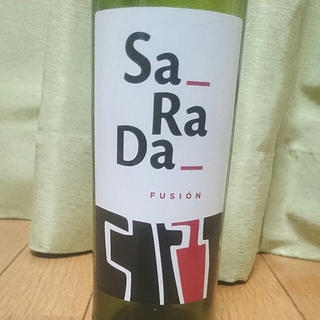 Sa_
Ra
Da_
FUSIÓN